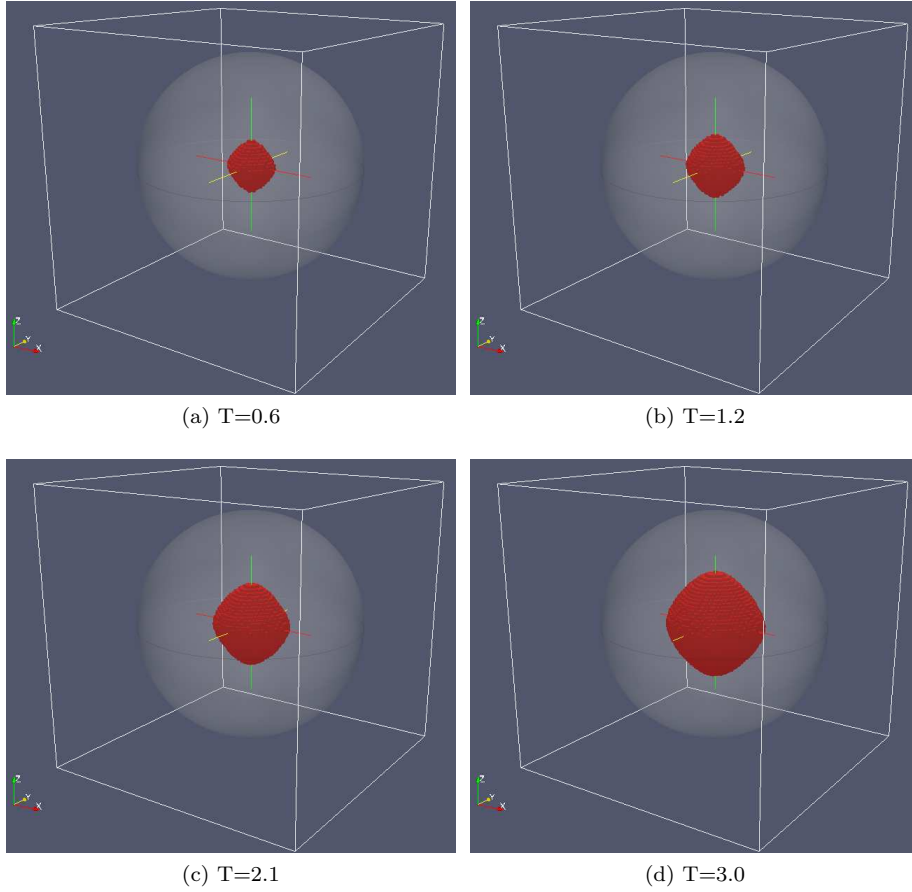 Z
Y
X
Z
Y
X
(a) T=0.6
(b) T=1.2
Z
Y
X
Z
Y
X
(c) T=2.1
(d) T=3.0